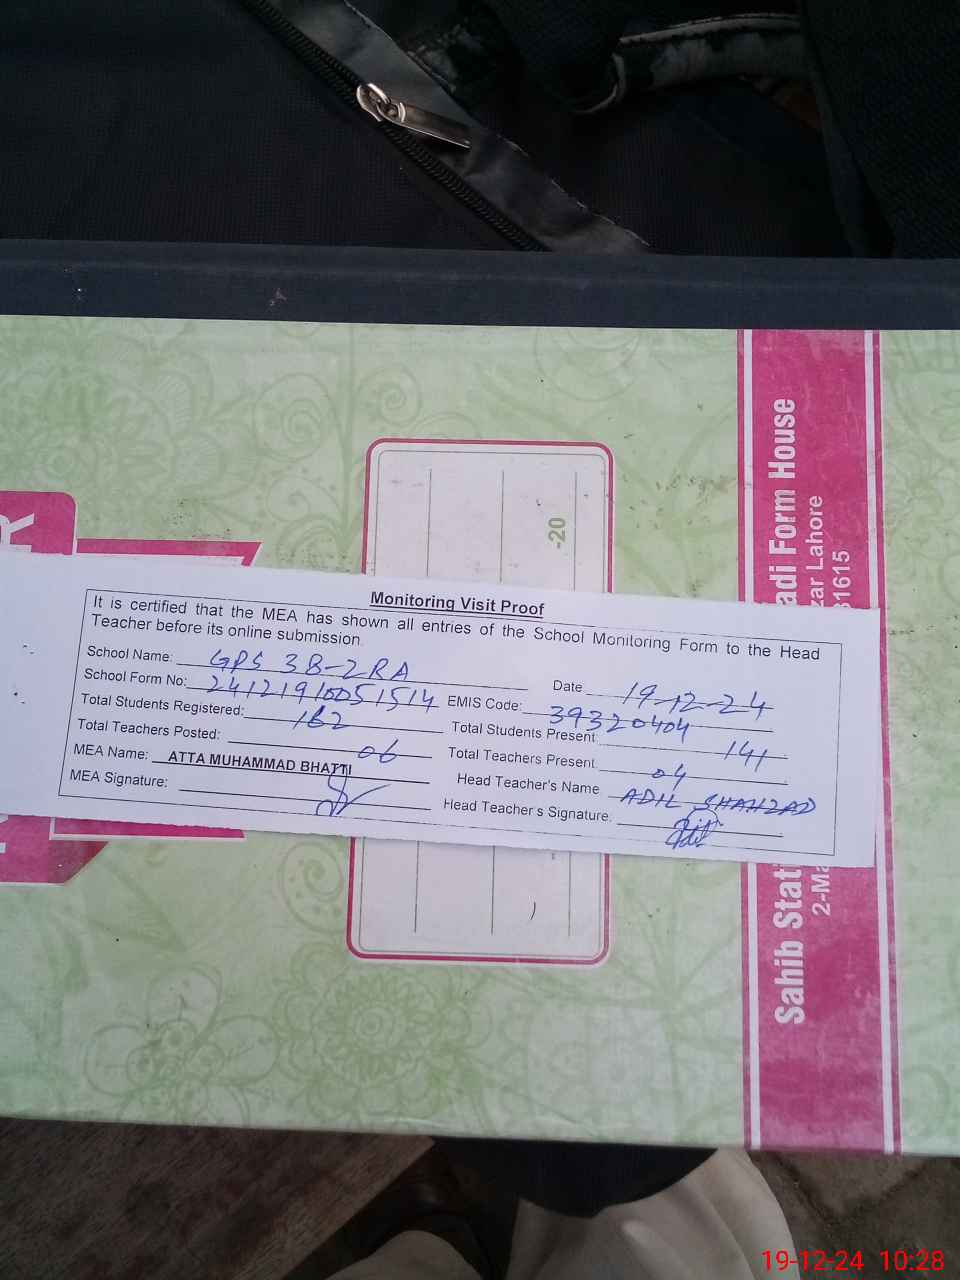 -20
adi Form House
zar Lahore
31615
R
Monitoring Visit Proof
It is certified that the MEA has shown all entries of the School Monitoring Form to the Head
Teacher before its online submission.
School Name: GPS 38-2RA Date 19-12-24
School Form No: 24121910051514 EMIS Code: 39320404
Total Students Registered: 162 Total Students Present: 141
Total Teachers Posted: 06 Total Teachers Present 04
MEA Name: ATTA MUHAMMAD BHATTI Head Teacher's Name ADIL SHAHZAD
MEA Signature: Head Teacher's Signature:
Sahib Stati
2-Ma
19-12-24 10:28